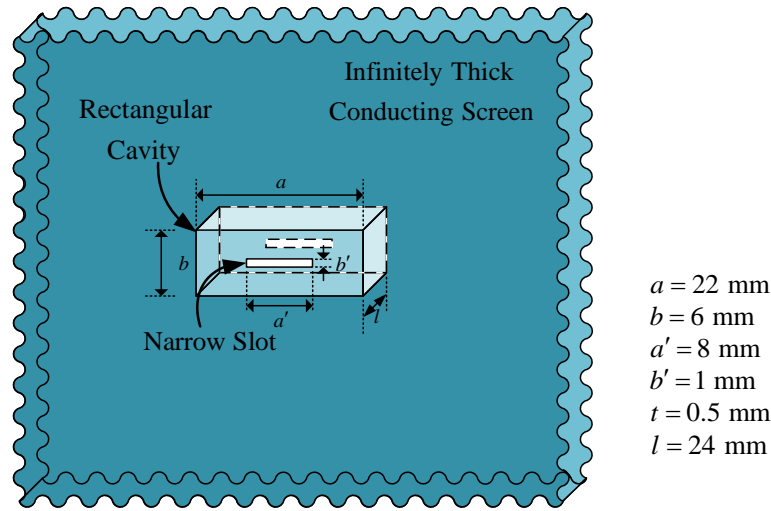 Infinitely Thick
Conducting Screen
Rectangular
Cavity
a
b
b′
a′
l
Narrow Slot
a = 22 mm
b = 6 mm
a′ = 8 mm
b′ = 1 mm
t = 0.5 mm
l = 24 mm